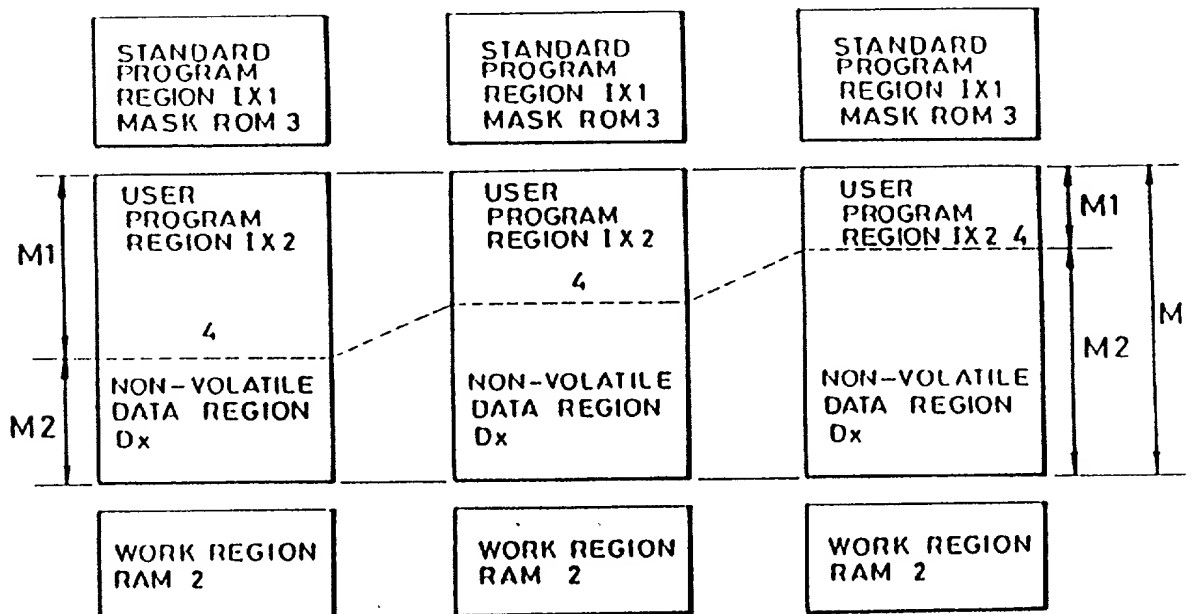 STANDARD
PROGRAM
REGION IX1
MASK ROM 3
STANDARD
PROGRAM
REGION IX1
MASK ROM 3
STANDARD
PROGRAM
REGION IX1
MASK ROM 3
M1
USER
PROGRAM
REGION IX2
4
USER
PROGRAM
REGION IX2
4
USER
PROGRAM
REGION IX2 4
M1
M
M2
M2
NON-VOLATILE
DATA REGION
Dx
NON-VOLATILE
DATA REGION
Dx
NON-VOLATILE
DATA REGION
Dx
WORK REGION
RAM 2
WORK REGION
RAM 2
WORK REGION
RAM 2